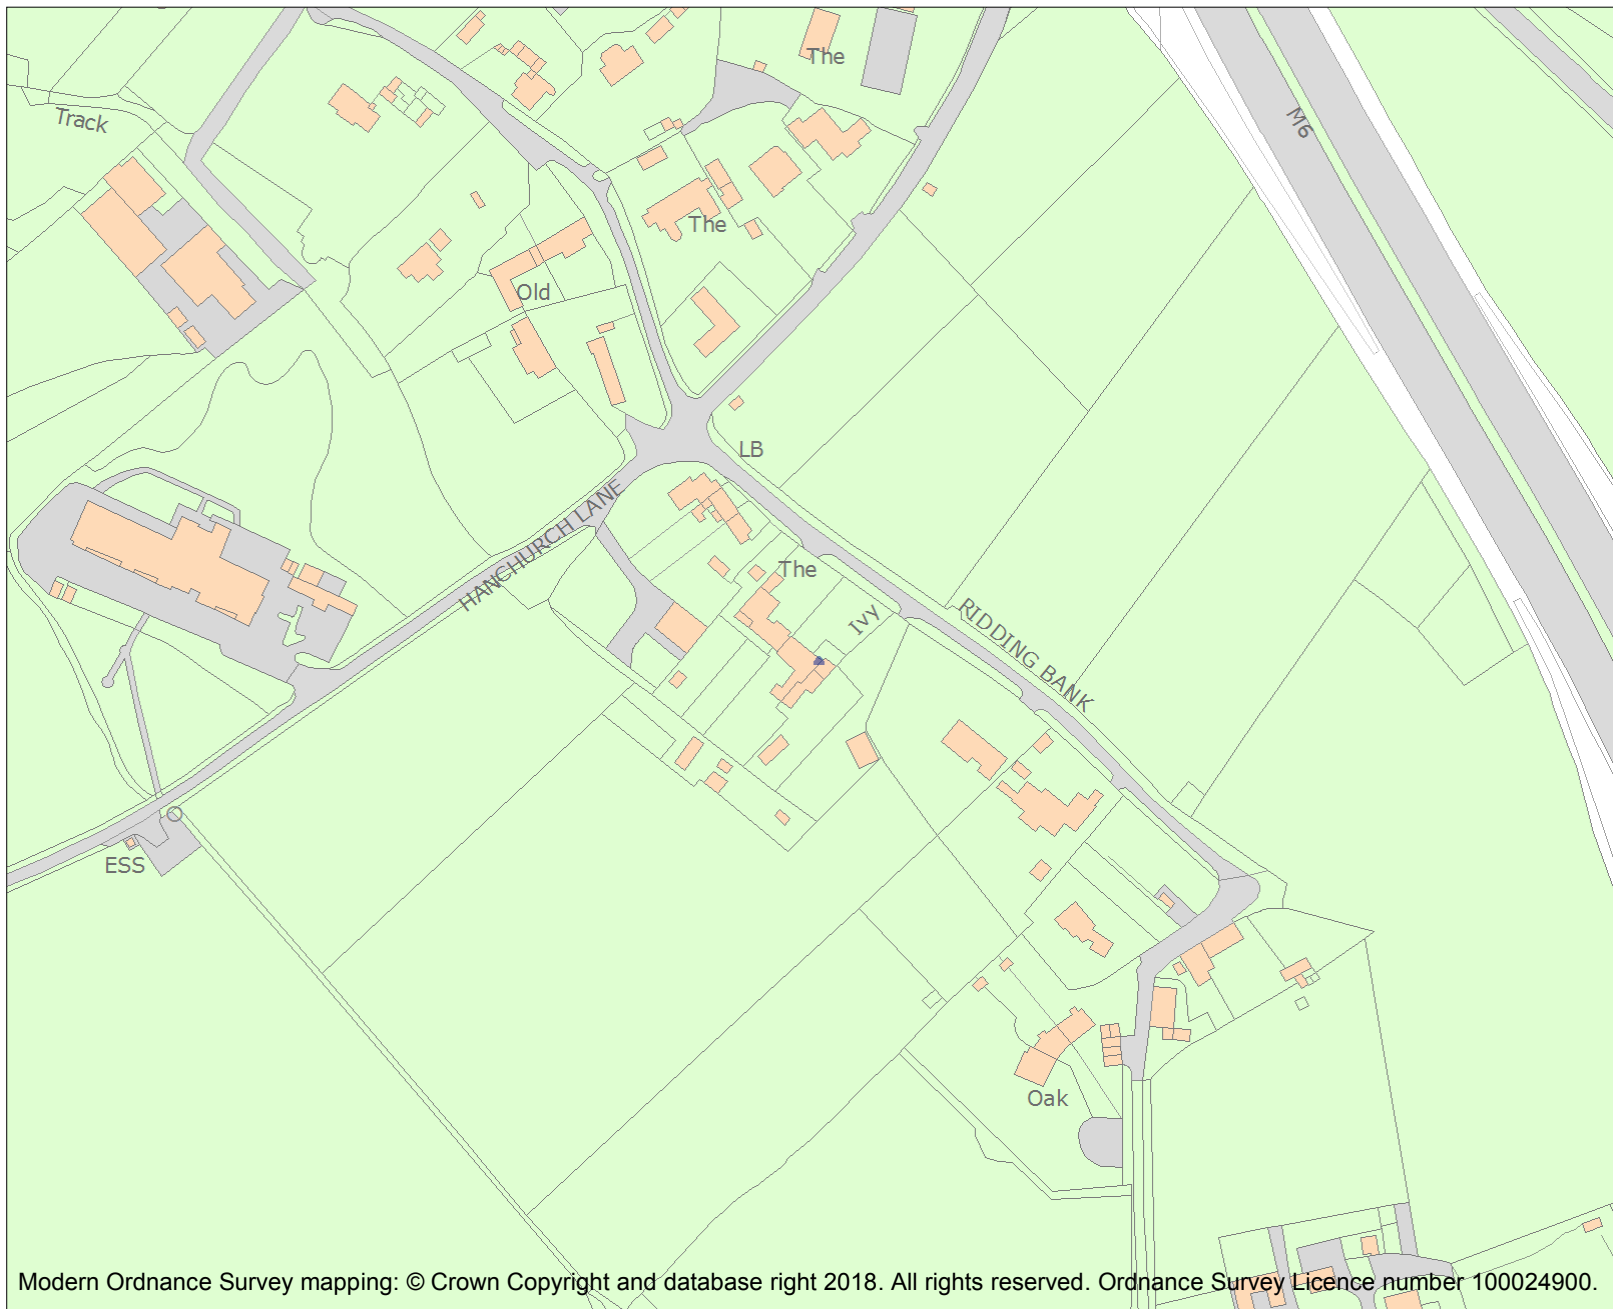 The
Track
M6
The
Old
LB
HANCHURCH LANE
The
Ivy
RIDDING BANK
ESS
Oak
Modern Ordnance Survey mapping: © Crown Copyright and database right 2018. All rights reserved. Ordnance Survey Licence number 100024900.